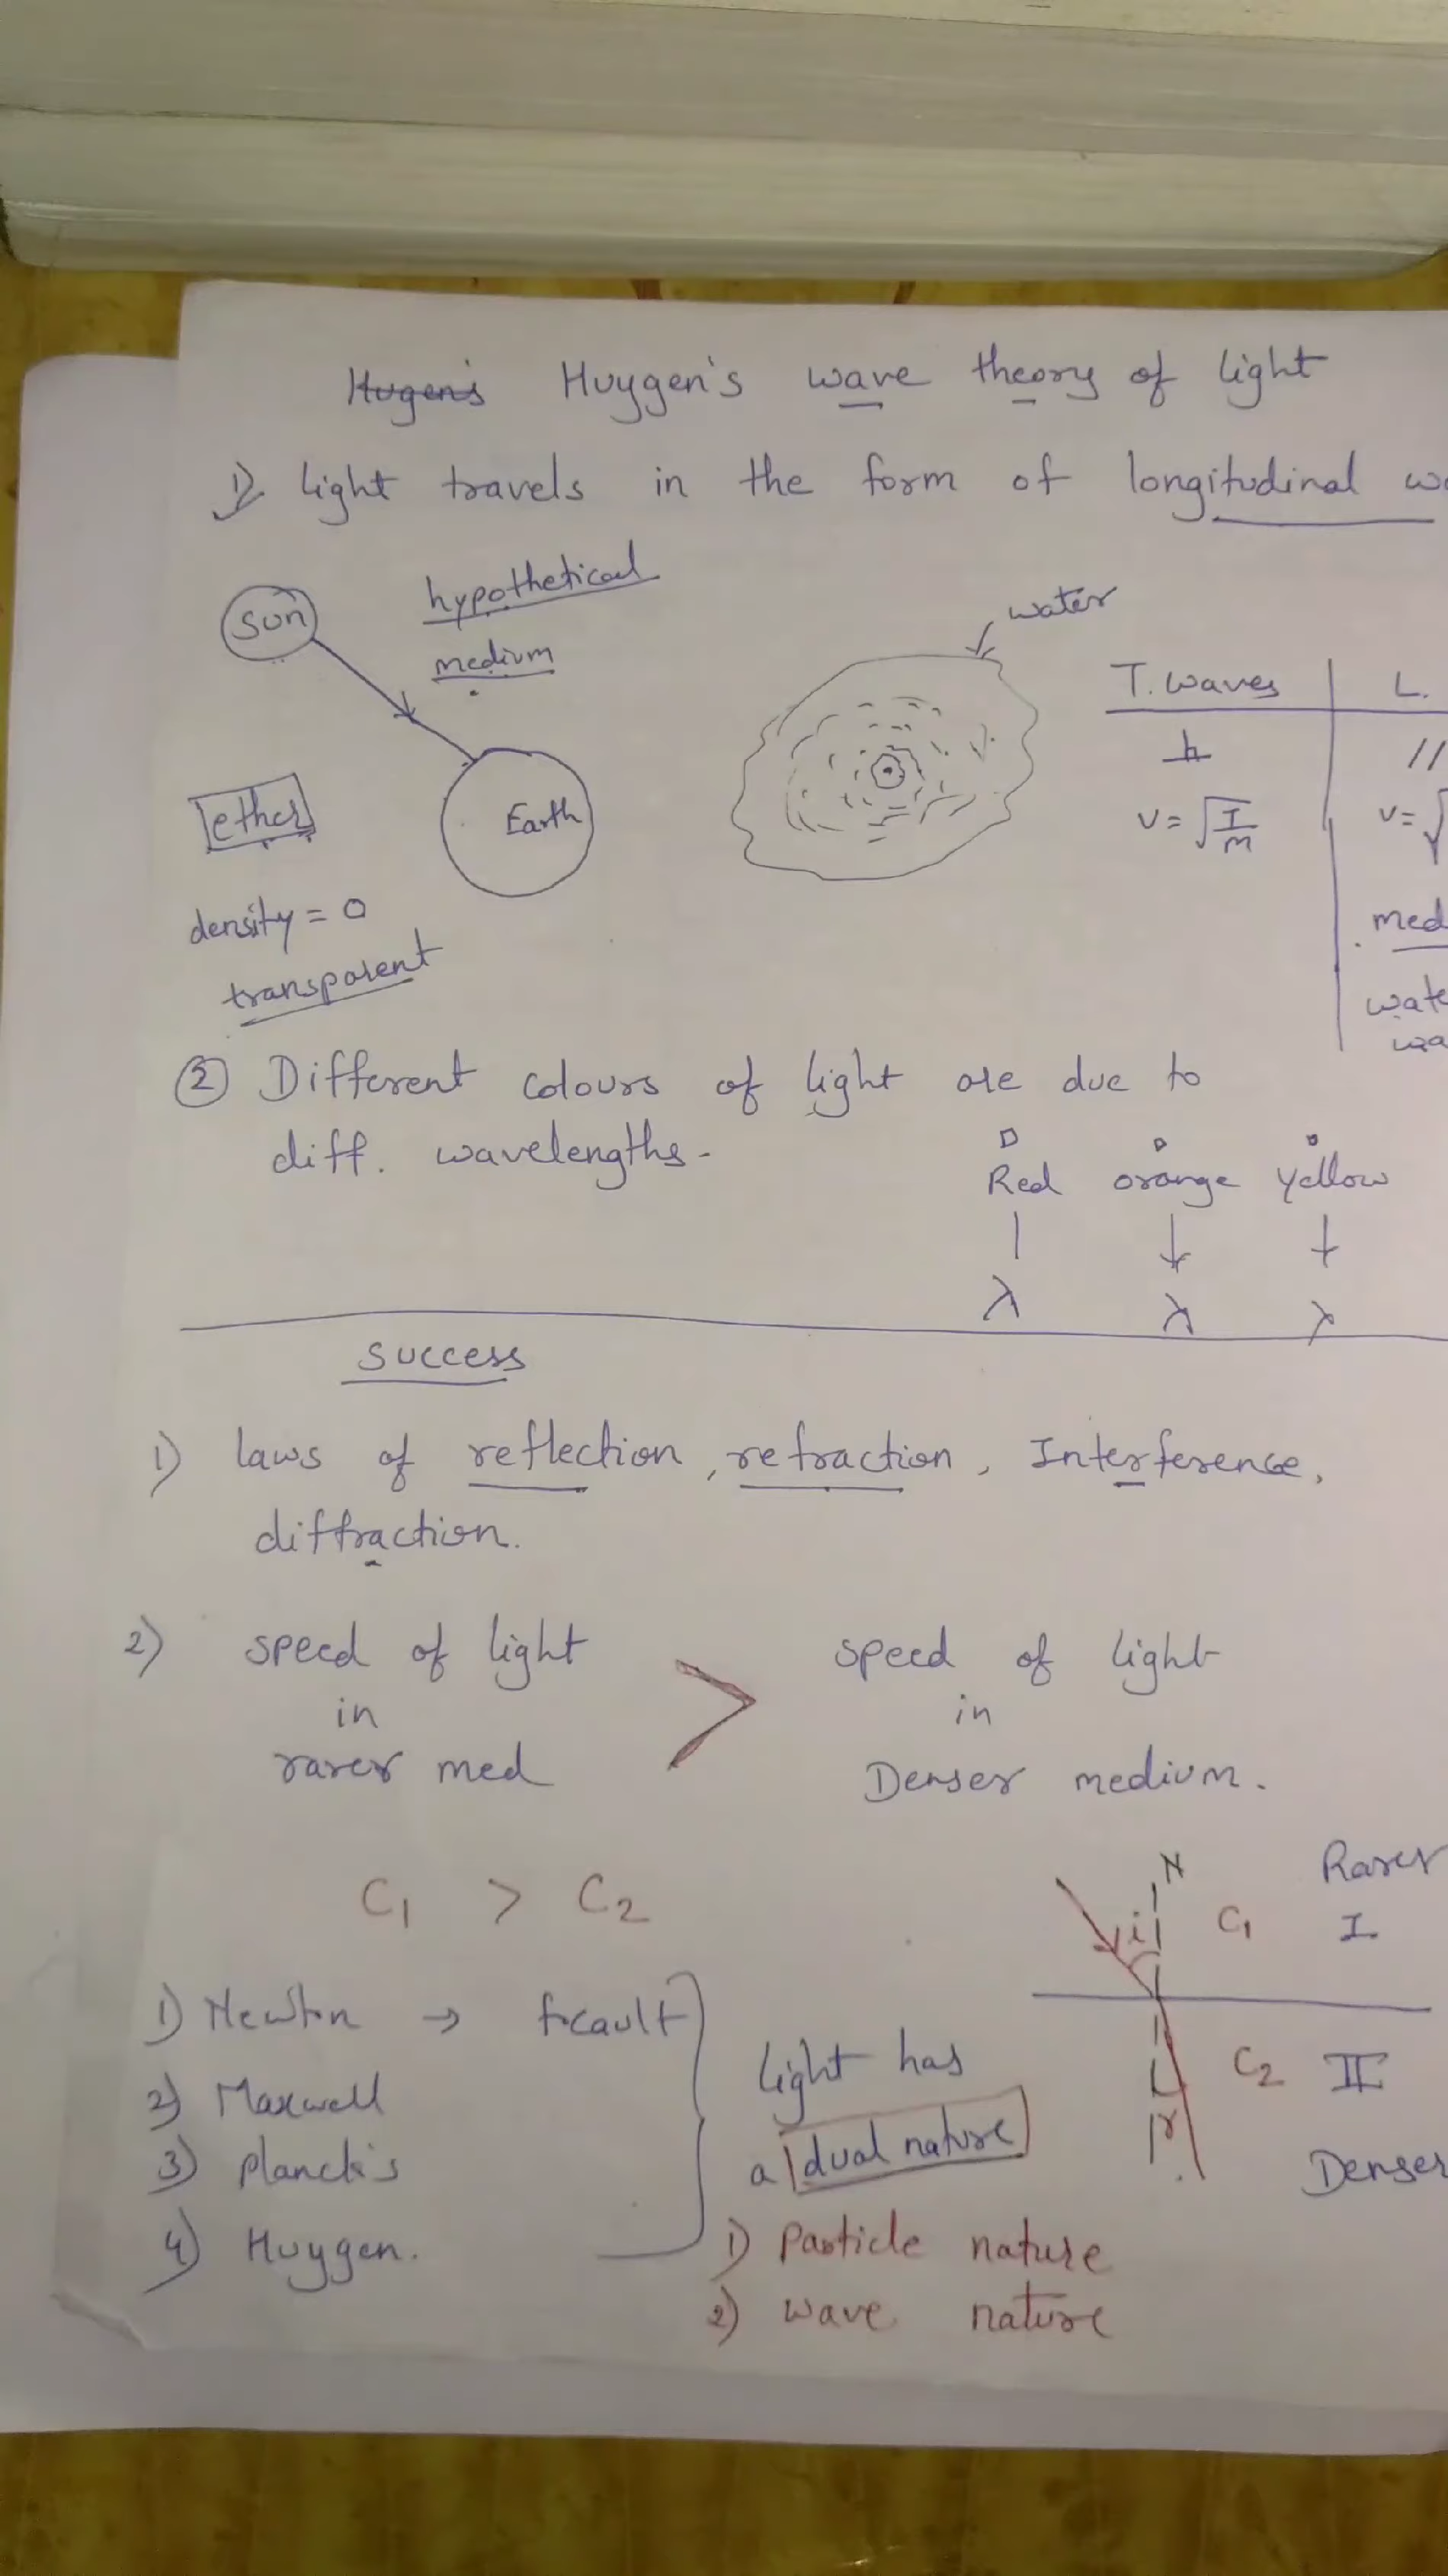 Hugen's Huygen's wave theory of light
1) light travels in the form of longitudinal
sun
hypothetical
medium
Earth
ether
density = 0
transparent
water
T. waves | L.
//
v = √(T/m) | v = √
med
② Different colours of light are due to
diff. wavelengths.
Red orange yellow
λ λ λ
Success
1) laws of reflection, refraction, Interference,
diffraction.
2) speed of light > speed of light
in in
rarer med Denser medium.
C1 > C2
N
i
C1
Rarer
I
C2
II
r
Denser
1) Newton → fcault
2) Maxwell
3) planck's
4) Huygen.
light has
a dual nature
1) Particle nature
2) wave nature